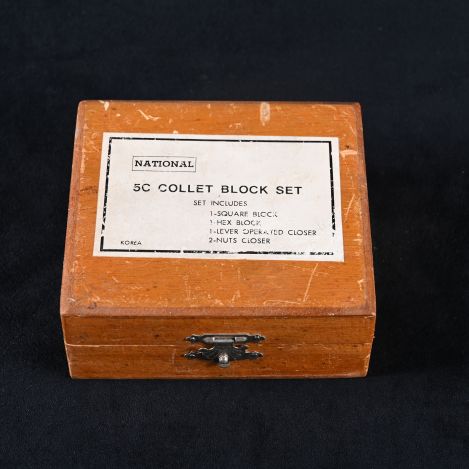 NATIONAL
5C COLLET BLOCK SET
SET INCLUDES
1-SQUARE BLOCK
1-HEX BLOCK
1-LEVER OPERATED CLOSER
2-NUTS CLOSER
KOREA